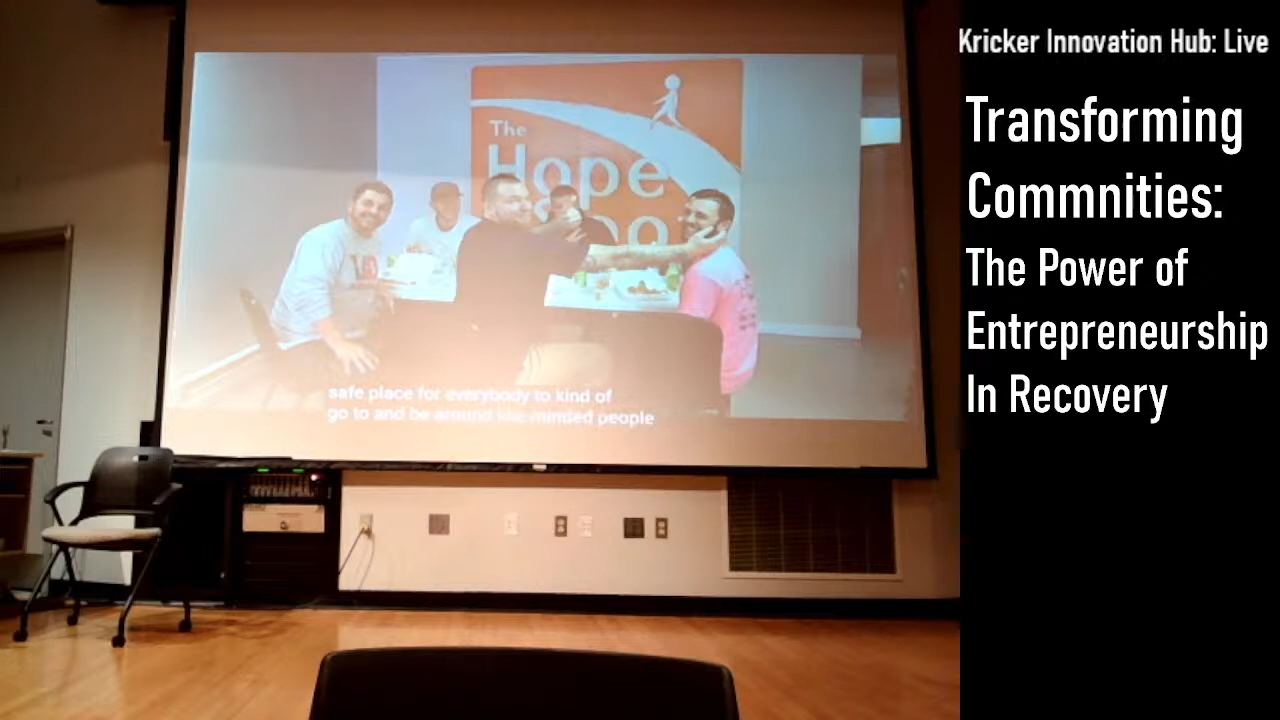 Kricker Innovation Hub: Live
Transforming
Commnities:
The Power of
Entrepreneurship
In Recovery
The
Hope
safe place for everybody to kind of
go to and be around like-minded people